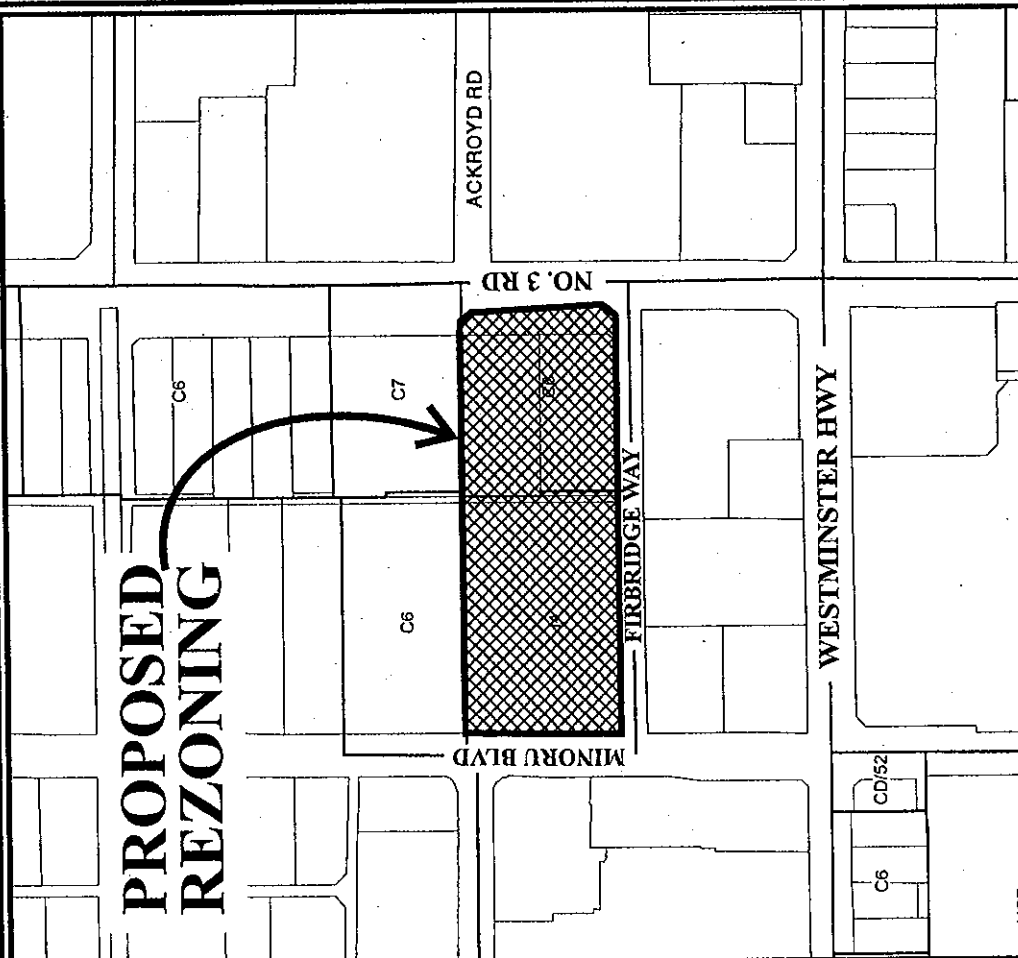 PROPOSED
REZONING
ACKROYD RD
NO. 3 RD
C6
C7
C6
FIRBRIDGE WAY
MINORU BLVD
WESTMINSTER HWY
CD/52
C6